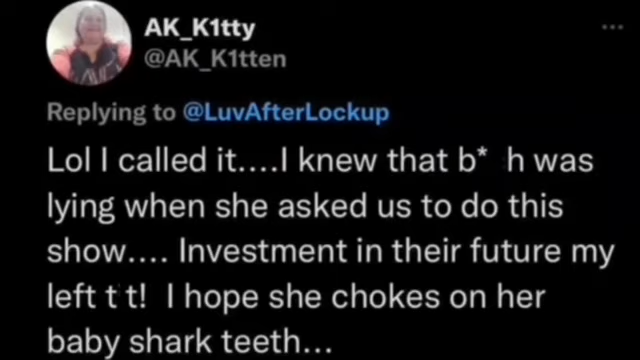 AK_K1tty
@AK_K1tten
Replying to @LuvAfterLockup
Lol I called it....I knew that b* h was
lying when she asked us to do this
show.... Investment in their future my
left t t! I hope she chokes on her
baby shark teeth...